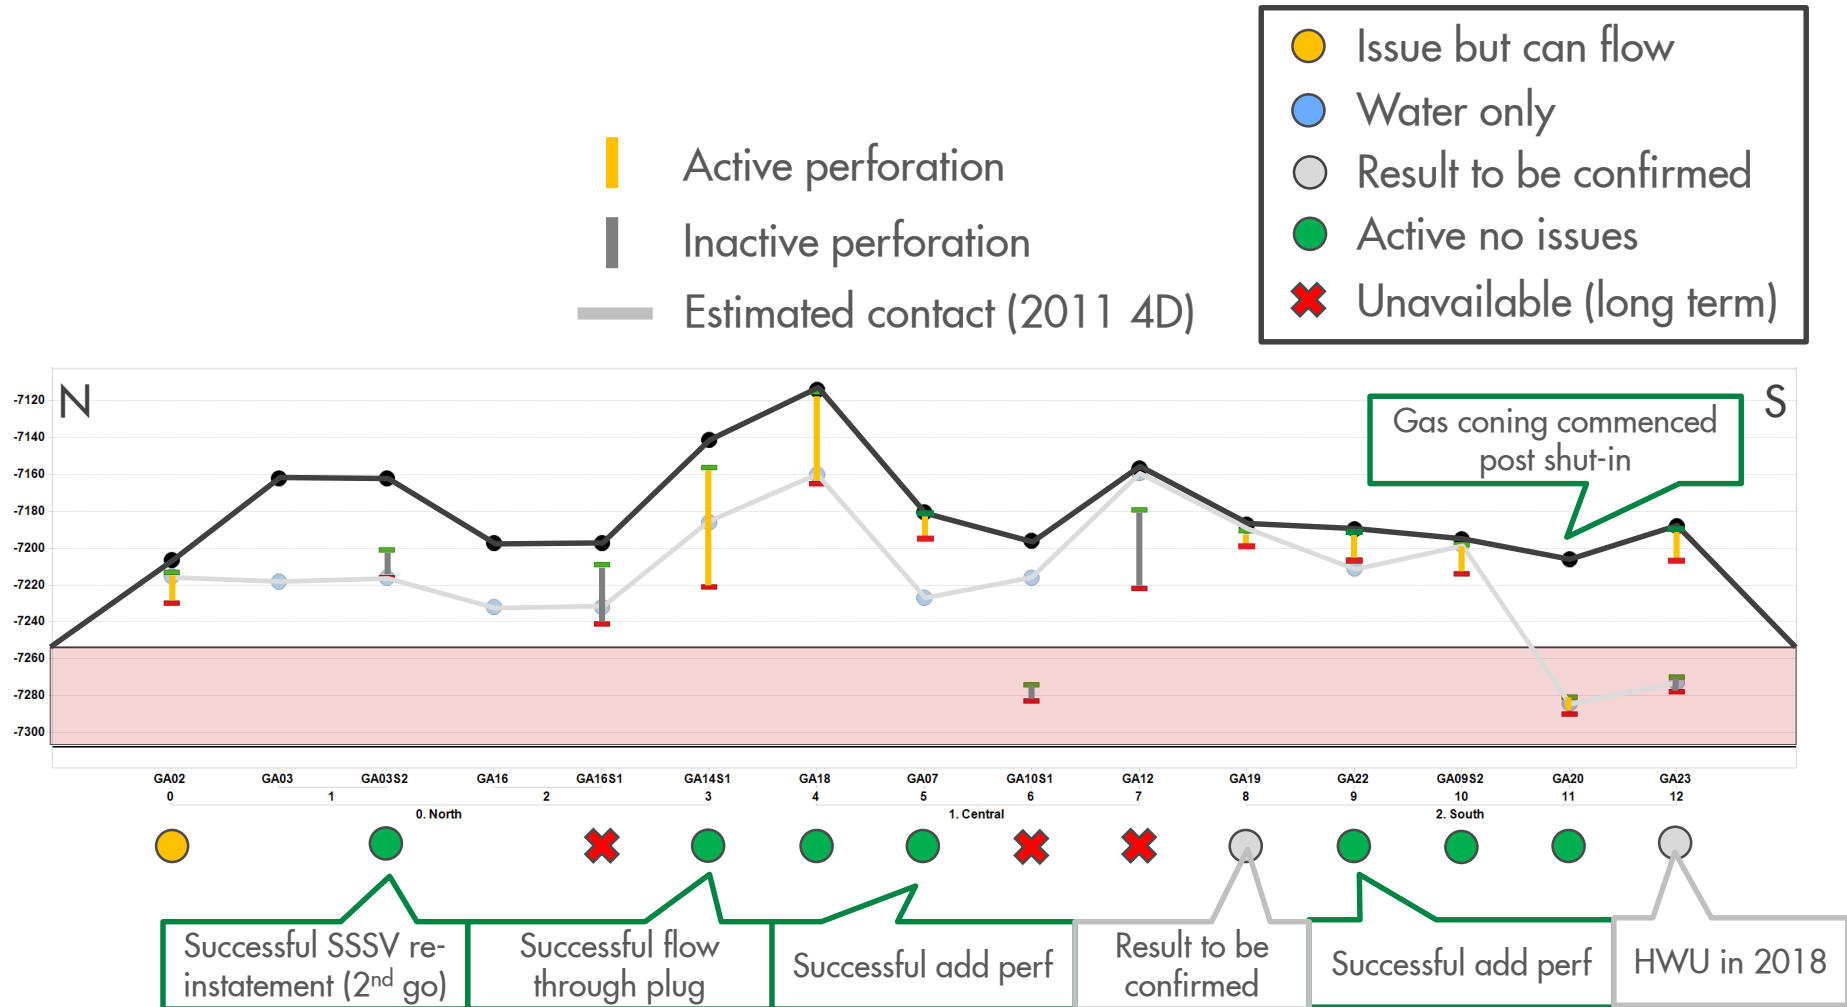 Issue but can flow
Water only
Result to be confirmed
Active no issues
Unavailable (long term)
Active perforation
Inactive perforation
Estimated contact (2011 4D)
N
S
Gas coning commenced
post shut-in
-7120
-7140
-7160
-7180
-7200
-7220
-7240
-7260
-7280
-7300
GA02 GA03 GA03S2 GA16 GA16S1 GA14S1 GA18 GA07 GA10S1 GA12 GA19 GA22 GA09S2 GA20 GA23
0 1 2 3 4 5 6 7 8 9 10 11 12
0. North 1. Central 2. South
Successful SSSV re-
instatement (2nd go)
Successful flow
through plug
Successful add perf
Result to be
confirmed
Successful add perf
HWU in 2018